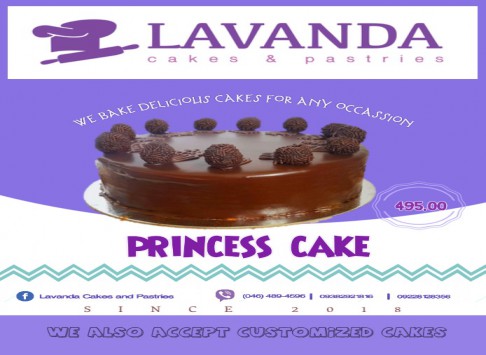 LAVANDA
cakes & pastries
WE BAKE DELICIOUS CAKES FOR ANY OCCASSION
495.00
PRINCESS CAKE
Lavanda Cakes and Pastries (046) 489-4596 | 09382921816 | 09228128356
SINCE 2018
WE ALSO ACCEPT CUSTOMIZED CAKES